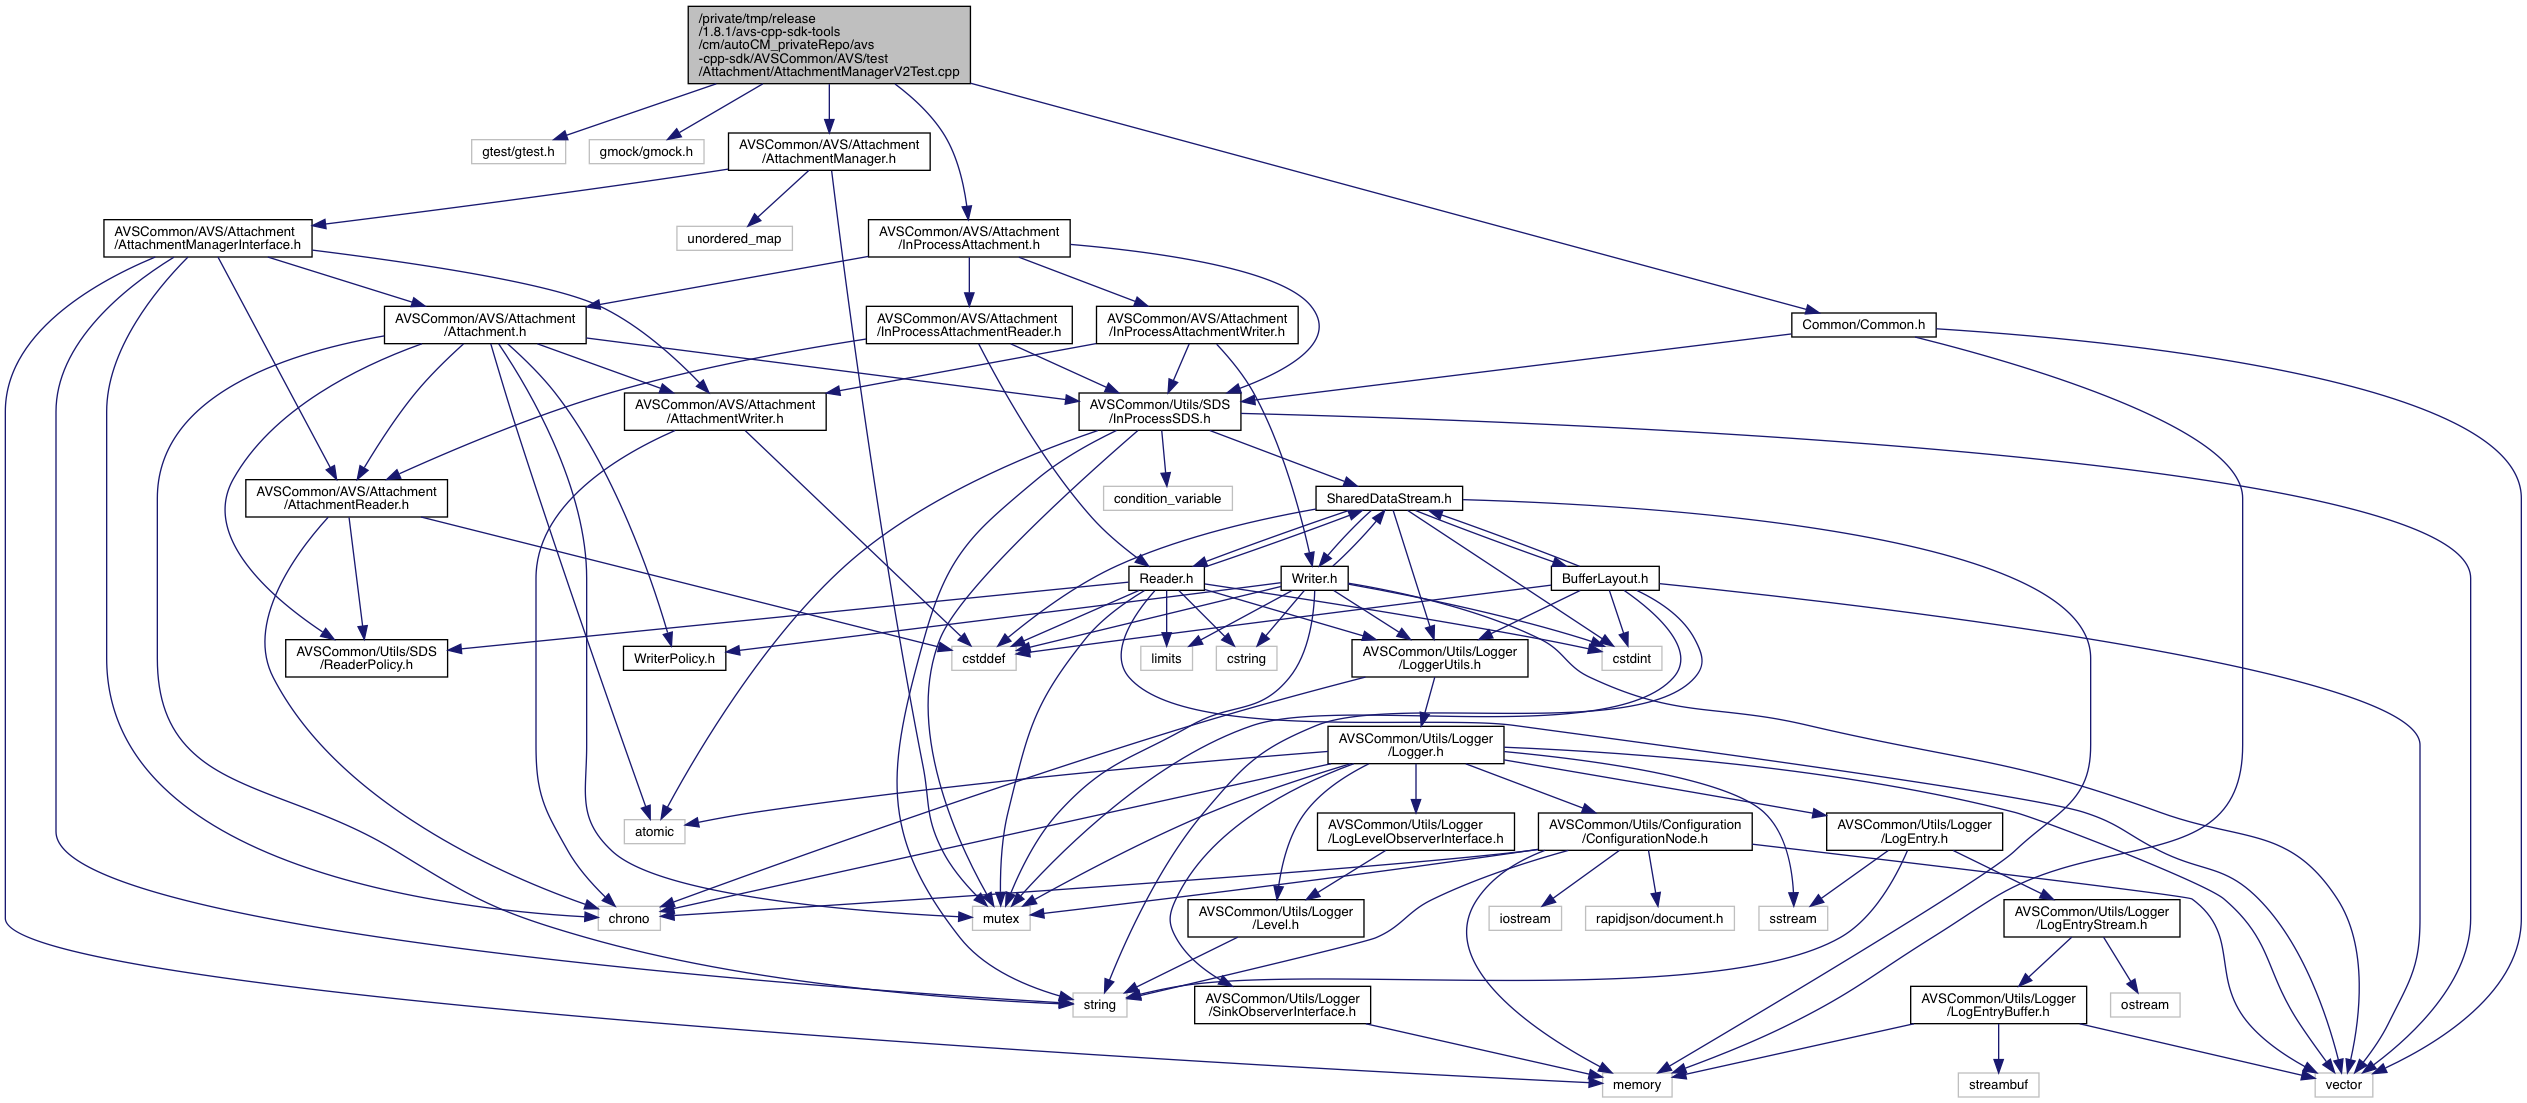 /private/tmp/release
/1.8.1/avs-cpp-sdk-tools
/cm/autoCM_privateRepo/avs
-cpp-sdk/AVSCommon/AVS/test
/Attachment/AttachmentManagerV2Test.cpp
gtest/gtest.h
gmock/gmock.h
AVSCommon/AVS/Attachment
/AttachmentManager.h
AVSCommon/AVS/Attachment
/AttachmentManagerInterface.h
unordered_map
AVSCommon/AVS/Attachment
/InProcessAttachment.h
AVSCommon/AVS/Attachment
/Attachment.h
AVSCommon/AVS/Attachment
/InProcessAttachmentReader.h
AVSCommon/AVS/Attachment
/InProcessAttachmentWriter.h
Common/Common.h
AVSCommon/AVS/Attachment
/AttachmentWriter.h
AVSCommon/Utils/SDS
/InProcessSDS.h
AVSCommon/AVS/Attachment
/AttachmentReader.h
condition_variable
SharedDataStream.h
Reader.h
Writer.h
BufferLayout.h
AVSCommon/Utils/SDS
/ReaderPolicy.h
WriterPolicy.h
cstddef
limits
cstring
AVSCommon/Utils/Logger
/LoggerUtils.h
cstdint
AVSCommon/Utils/Logger
/Logger.h
atomic
AVSCommon/Utils/Logger
/LogLevelObserverInterface.h
AVSCommon/Utils/Configuration
/ConfigurationNode.h
AVSCommon/Utils/Logger
/LogEntry.h
chrono
mutex
AVSCommon/Utils/Logger
/Level.h
iostream
rapidjson/document.h
sstream
AVSCommon/Utils/Logger
/LogEntryStream.h
string
AVSCommon/Utils/Logger
/SinkObserverInterface.h
AVSCommon/Utils/Logger
/LogEntryBuffer.h
ostream
memory
streambuf
vector